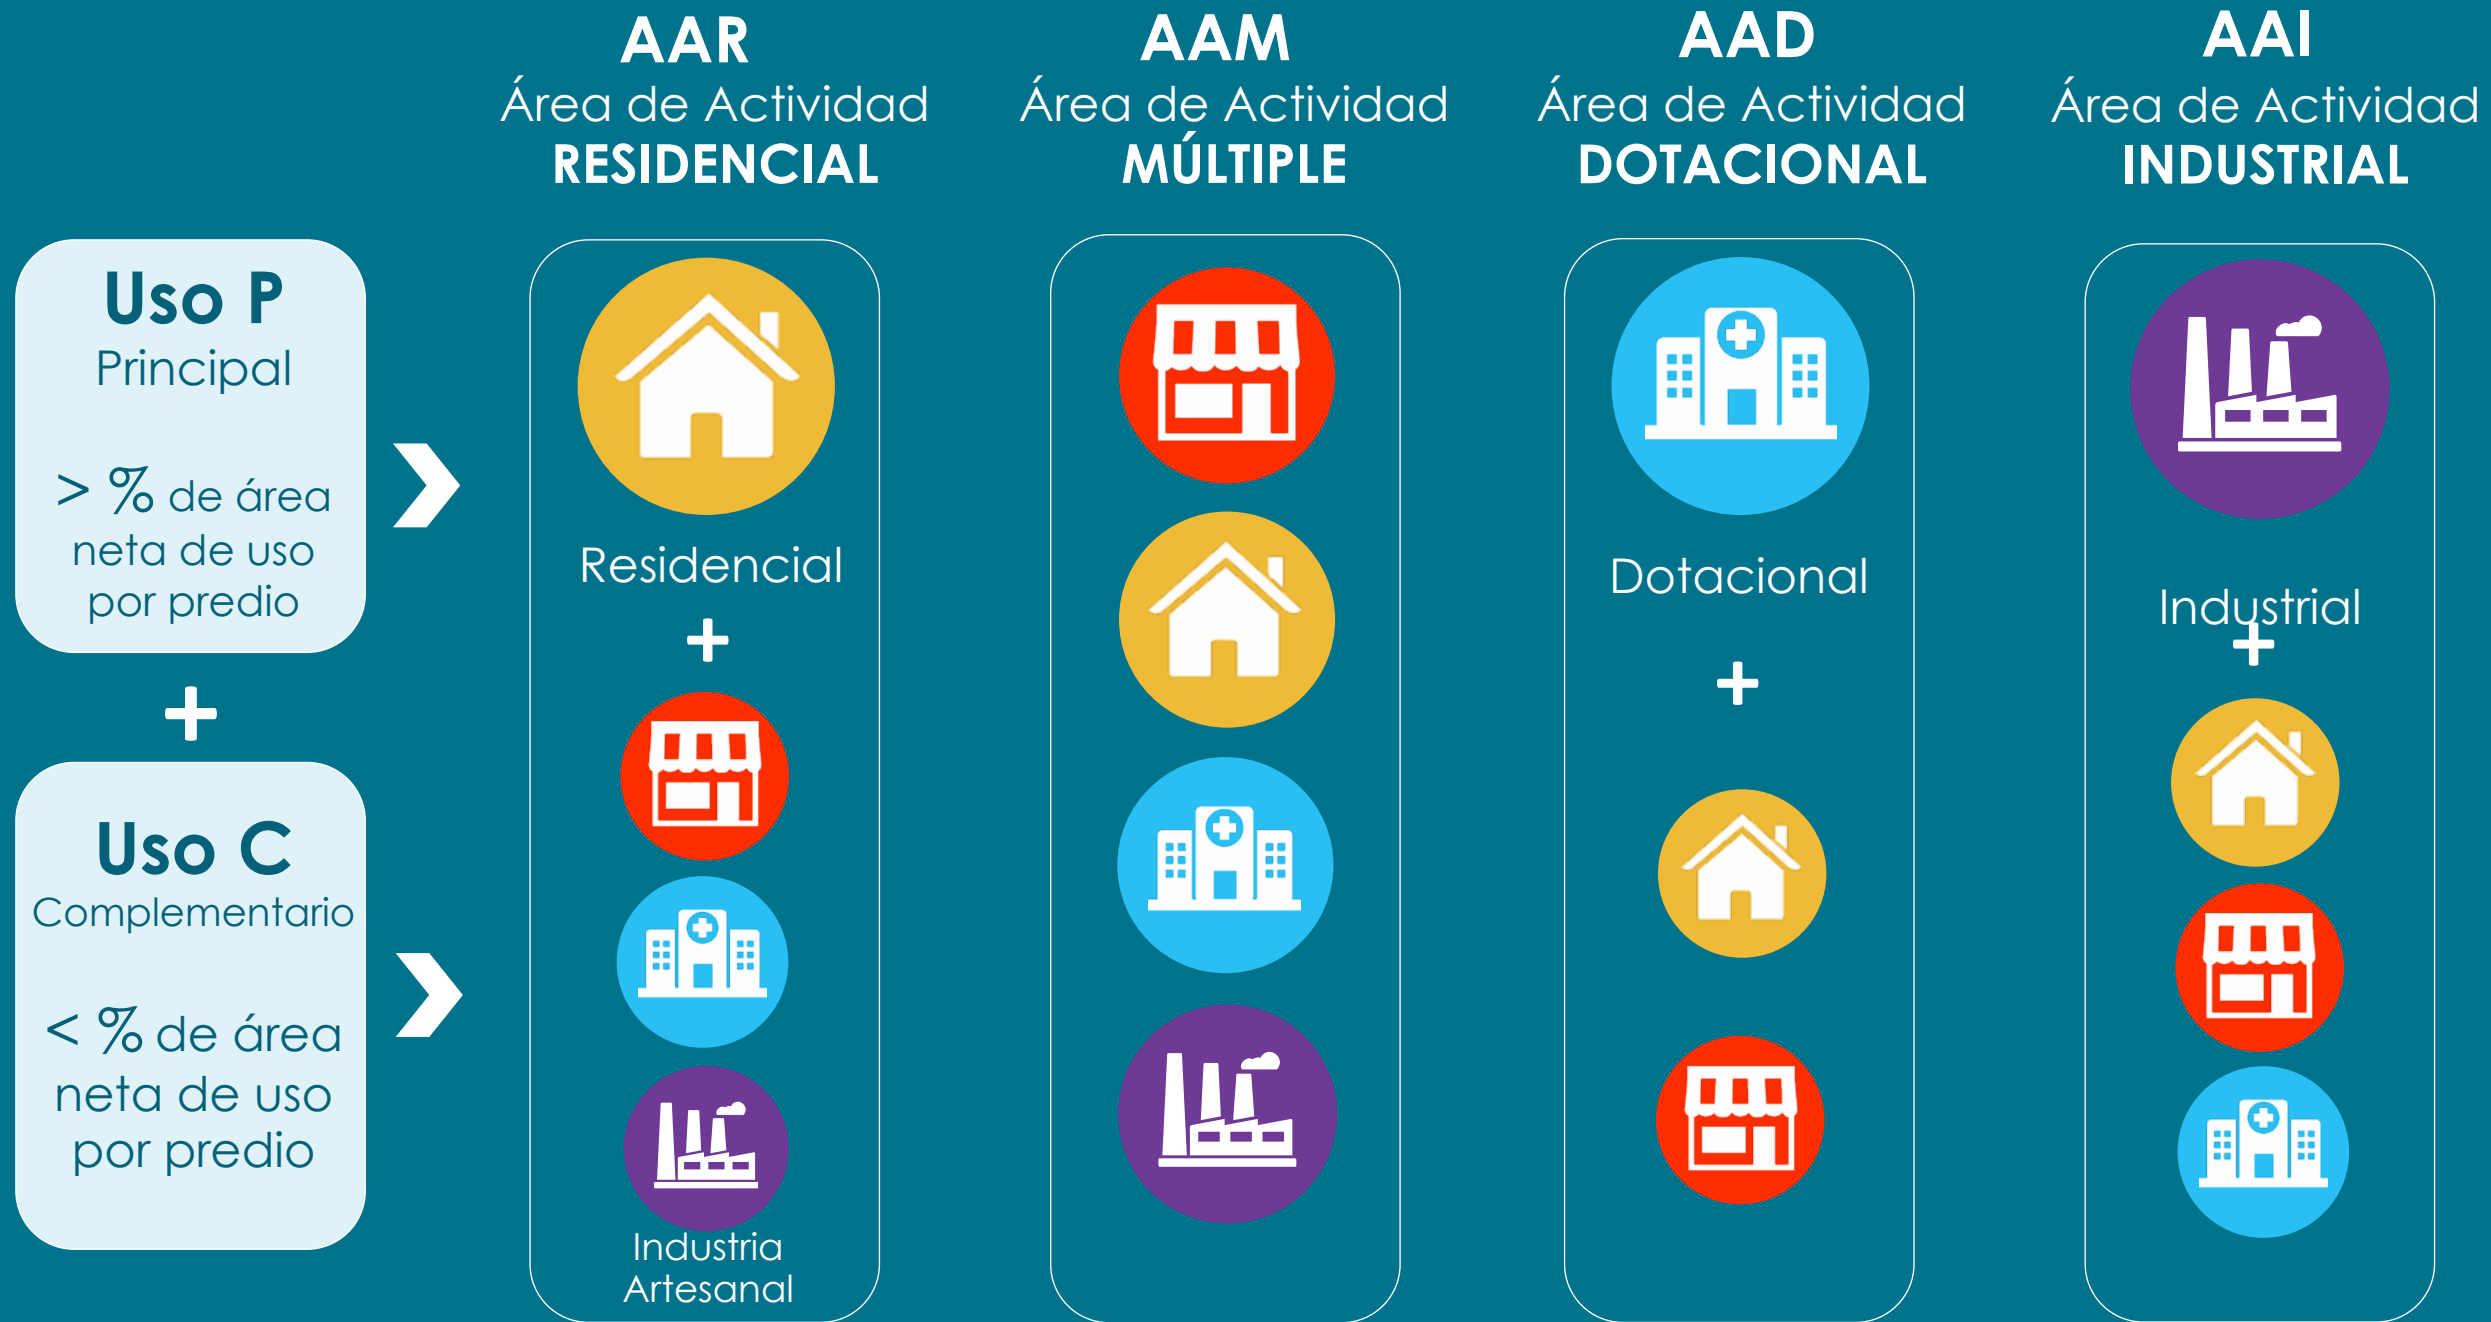 AAR
Área de Actividad
RESIDENCIAL
AAM
Área de Actividad
MÚLTIPLE
AAD
Área de Actividad
DOTACIONAL
AAI
Área de Actividad
INDUSTRIAL
Uso P
Principal
> % de área
neta de uso
por predio
+
Uso C
Complementario
< % de área
neta de uso
por predio
Residencial
+
Industria
Artesanal
Dotacional
+
Industrial
+